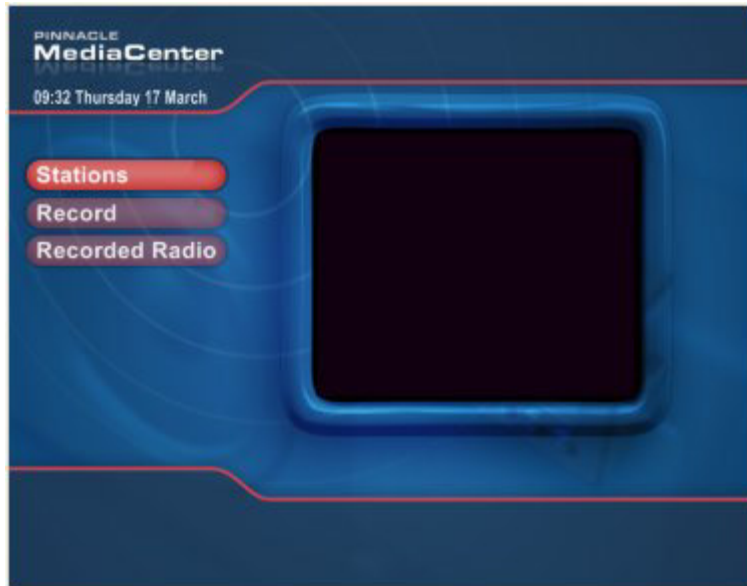 PINNACLE
MediaCenter
09:32 Thursday 17 March
Stations
Record
Recorded Radio